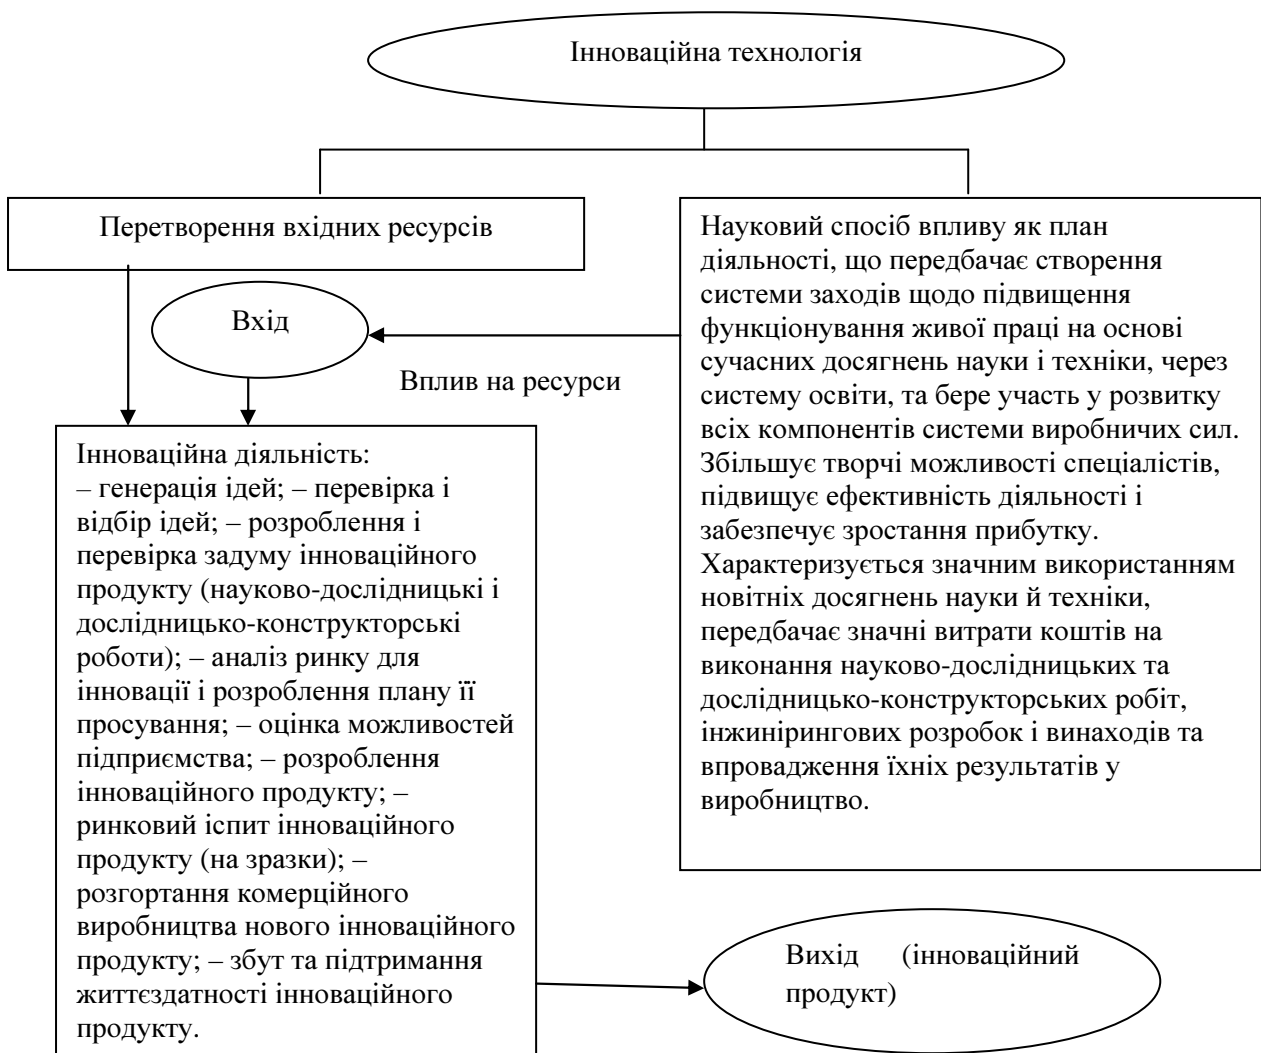 Інноваційна технологія
Перетворення вхідних ресурсів
Вхід
Вплив на ресурси
Науковий спосіб впливу як план
діяльності, що передбачає створення
системи заходів щодо підвищення
функціонування живої праці на основі
сучасних досягнень науки і техніки, через
систему освіти, та бере участь у розвитку
всіх компонентів системи виробничих сил.
Збільшує творчі можливості спеціалістів,
підвищує ефективність діяльності і
забезпечує зростання прибутку.
Характеризується значним використанням
новітніх досягнень науки й техніки,
передбачає значні витрати коштів на
виконання науково-дослідницьких та
дослідницько-конструкторських робіт,
інжинірингових розробок і винаходів та
впровадження їхніх результатів у
виробництво.
Інноваційна діяльність:
– генерація ідей; – перевірка і
відбір ідей; – розроблення і
перевірка задуму інноваційного
продукту (науково-дослідницькі і
дослідницько-конструкторські
роботи); – аналіз ринку для
інновації і розроблення плану її
просування; – оцінка можливостей
підприємства; – розроблення
інноваційного продукту; –
ринковий іспит інноваційного
продукту (на зразки); –
розгортання комерційного
виробництва нового інноваційного
продукту; – збут та підтримання
життєздатності інноваційного
продукту.
Вихід (інноваційний
продукт)